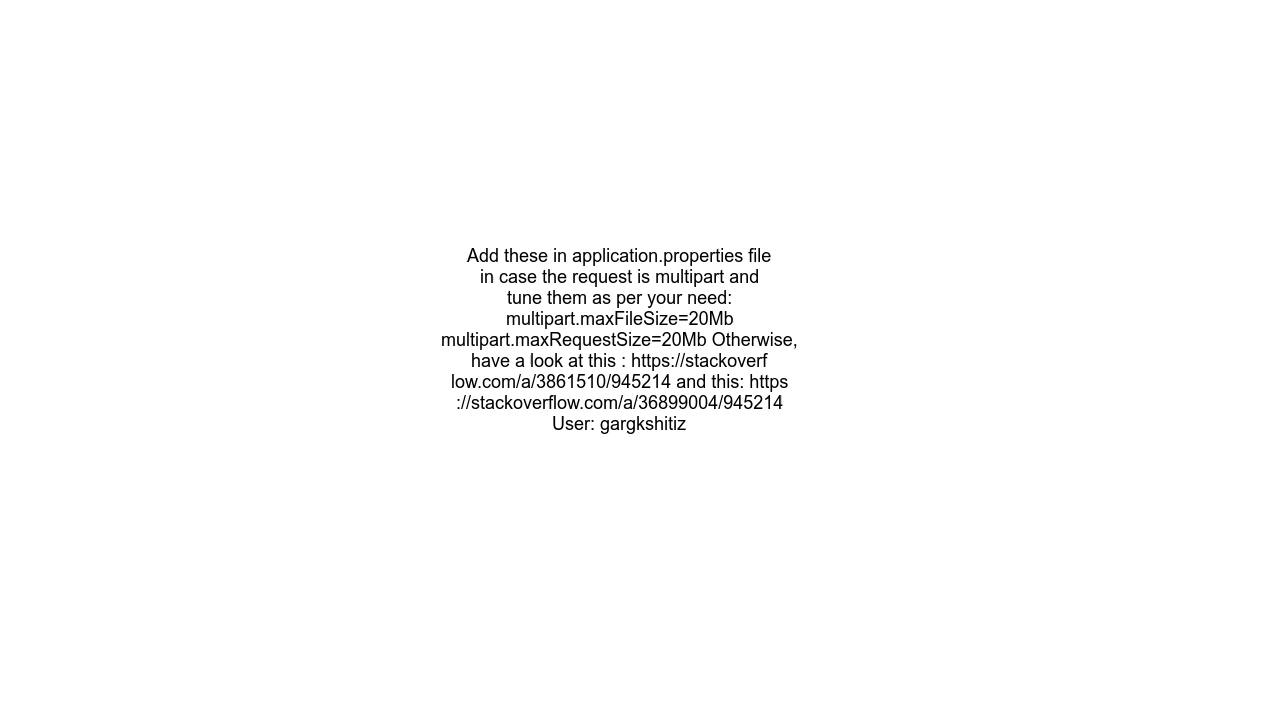 Add these in application.properties file
in case the request is multipart and
tune them as per your need:
multipart.maxFileSize=20Mb
multipart.maxRequestSize=20Mb Otherwise,
have a look at this : https://stackoverf
low.com/a/3861510/945214 and this: https
://stackoverflow.com/a/36899004/945214
User: gargkshitiz